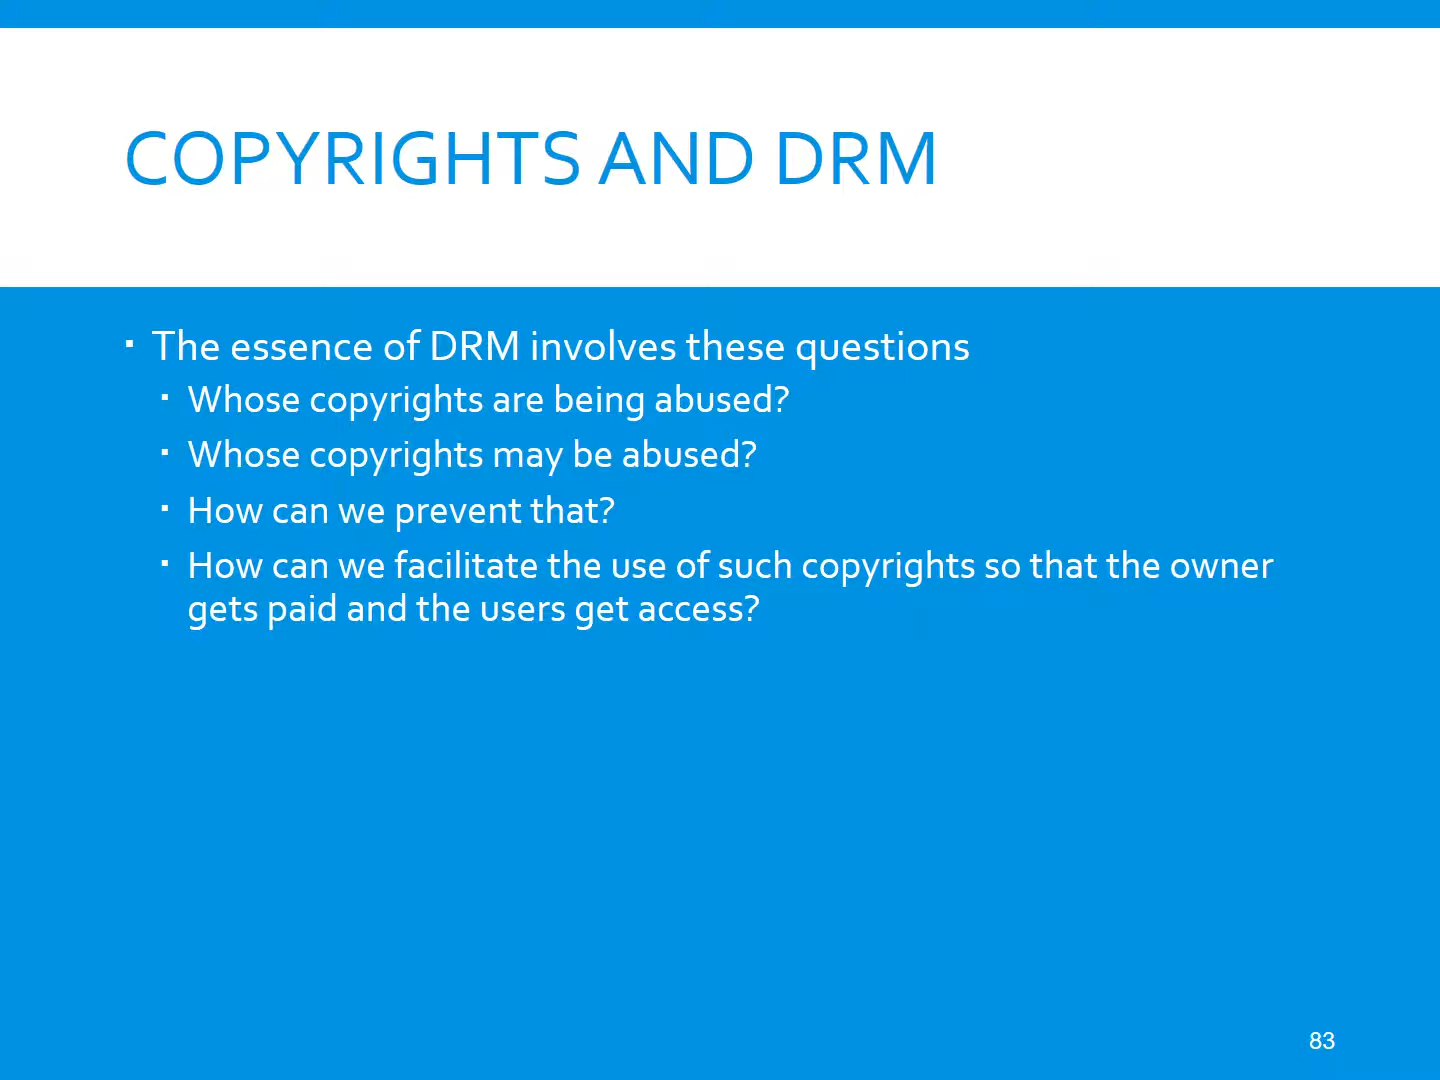 COPYRIGHTS AND DRM
▪ The essence of DRM involves these questions
▪ Whose copyrights are being abused?
▪ Whose copyrights may be abused?
▪ How can we prevent that?
▪ How can we facilitate the use of such copyrights so that the owner
gets paid and the users get access?
83